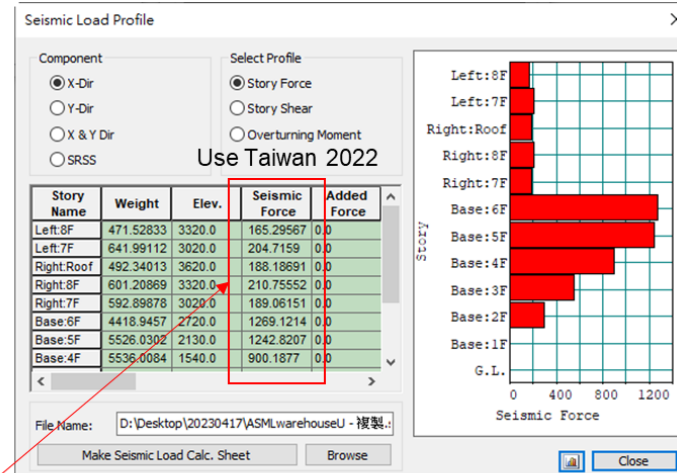 Seismic Load Profile
Component
X-Dir
Y-Dir
X & Y Dir
SRSS
Select Profile
Story Force
Story Shear
Overturning Moment
Use Taiwan 2022
Story Name Weight Elev. Seismic Force Added Force
Left:8F 471.52833 3320.0 165.29567 0.0
Left:7F 641.99112 3020.0 204.7159 0.0
Right:Roof 492.34013 3620.0 188.18691 0.0
Right:8F 601.20869 3320.0 210.75552 0.0
Right:7F 592.89878 3020.0 189.06151 0.0
Base:6F 4418.9457 2720.0 1269.1214 0.0
Base:5F 5526.0302 2130.0 1242.8207 0.0
Base:4F 5536.0084 1540.0 900.1877 0.0
File Name: D:\Desktop\20230417\ASMLwarehouseU - 複製.s
Make Seismic Load Calc. Sheet
Browse
Story
Left:8F
Left:7F
Right:Roof
Right:8F
Right:7F
Base:6F
Base:5F
Base:4F
Base:3F
Base:2F
Base:1F
G.L.
0 400 800 1200
Seismic Force
Close